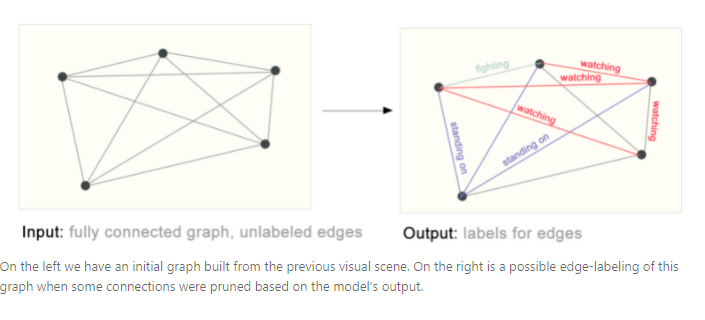 fighting
watching
watching
watching
watching
standing on
standing on
Input: fully connected graph, unlabeled edges
Output: labels for edges
On the left we have an initial graph built from the previous visual scene. On the right is a possible edge-labeling of this
graph when some connections were pruned based on the model's output.